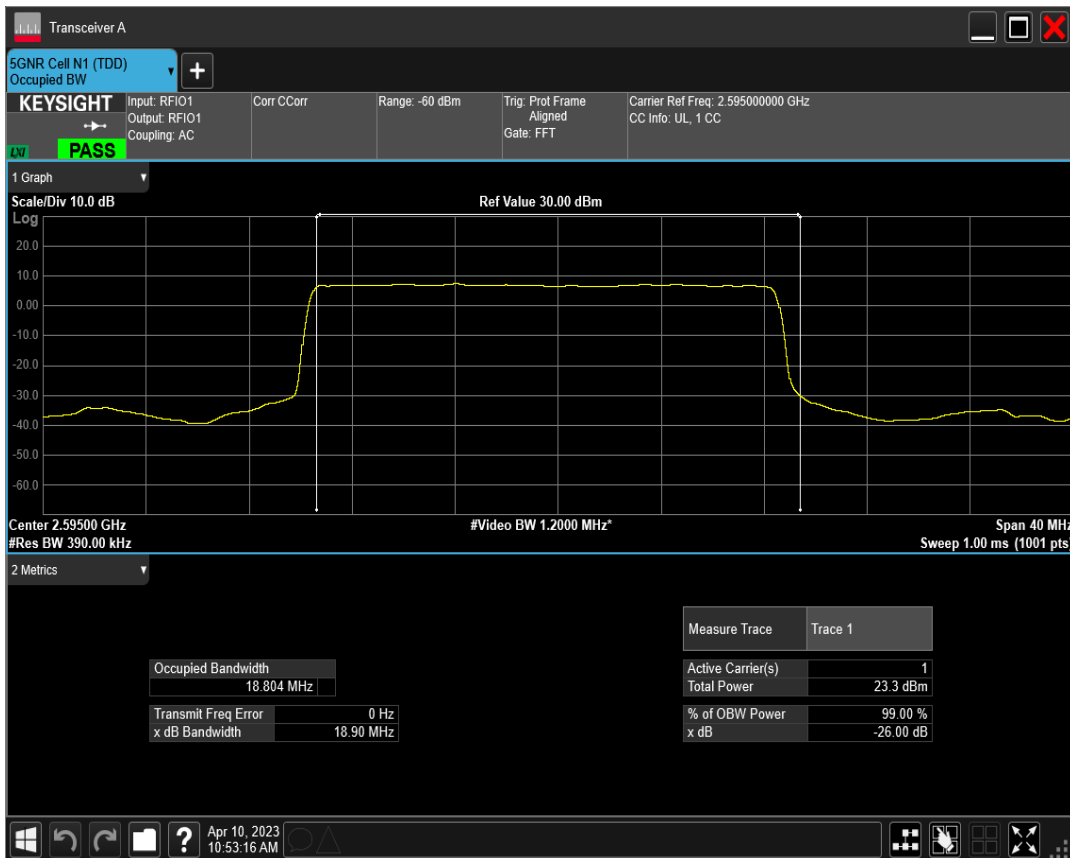 Transceiver A
5GNR Cell N1 (TDD)
Occupied BW
KEYSIGHT
LXI
PASS
Input: RFIO1
Output: RFIO1
Coupling: AC
Corr CCorr
Range: -60 dBm
Trig: Prot Frame
Aligned
Gate: FFT
Carrier Ref Freq: 2.595000000 GHz
CC Info: UL, 1 CC
1 Graph
Scale/Div 10.0 dB
Ref Value 30.00 dBm
Log
20.0
10.0
0.00
-10.0
-20.0
-30.0
-40.0
-50.0
-60.0
Center 2.59500 GHz
#Video BW 1.2000 MHz*
Span 40 MHz
#Res BW 390.00 kHz
Sweep 1.00 ms (1001 pts)
2 Metrics
Measure Trace Trace 1
Occupied Bandwidth
18.804 MHz
Active Carrier(s) 1
Total Power 23.3 dBm
Transmit Freq Error 0 Hz
x dB Bandwidth 18.90 MHz
% of OBW Power 99.00 %
x dB -26.00 dB
?
Apr 10, 2023
10:53:16 AM